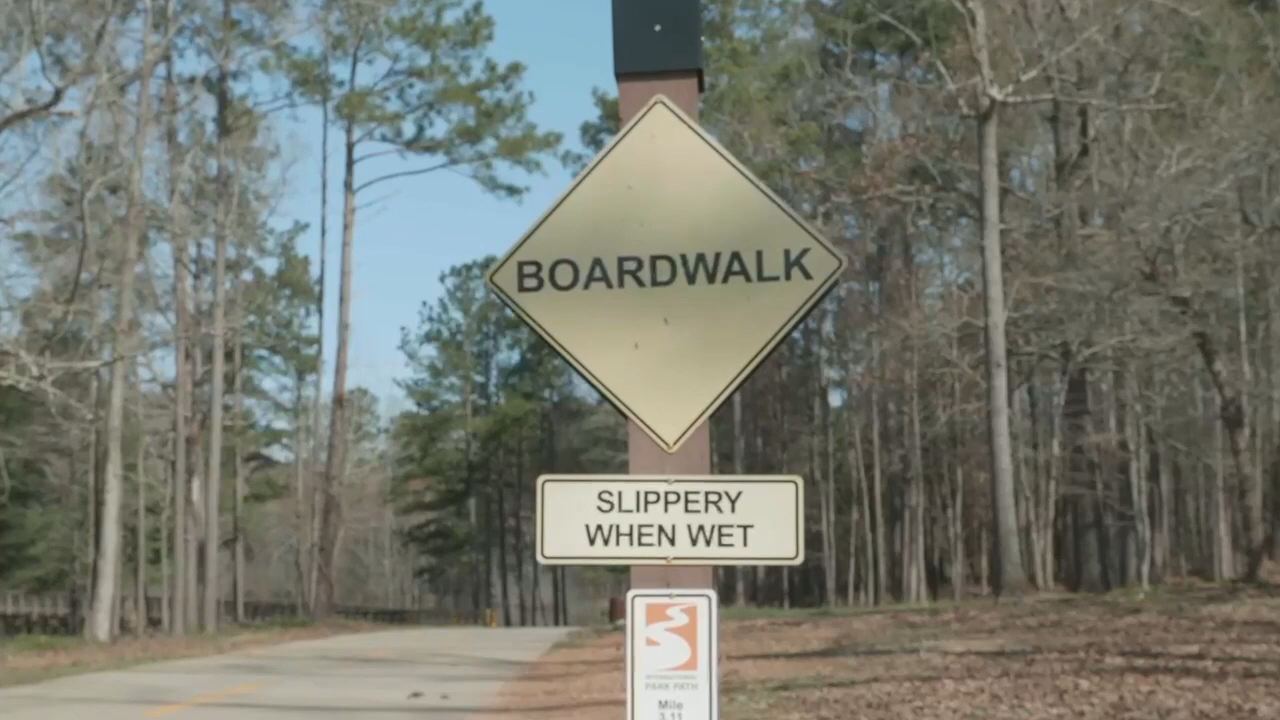 BOARDWALK
SLIPPERY
WHEN WET
PARK PATH
Mile
3.11